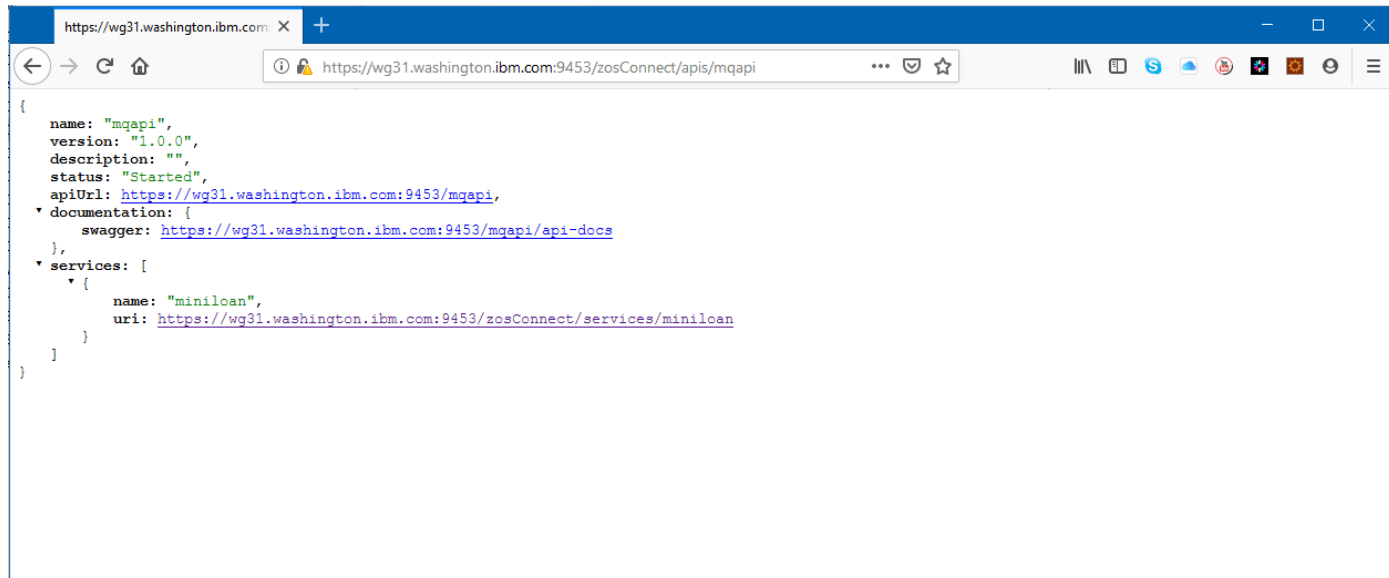 https://wg31.washington.ibm.com:
https://wg31.washington.ibm.com:9453/zosConnect/apis/mqapi
{
name: "mqapi",
version: "1.0.0",
description: "",
status: "Started",
apiUrl: https://wg31.washington.ibm.com:9453/mqapi,
documentation: {
swagger: https://wg31.washington.ibm.com:9453/mqapi/api-docs
},
services: [
{
name: "miniloan",
uri: https://wg31.washington.ibm.com:9453/zosConnect/services/miniloan
}
]
}